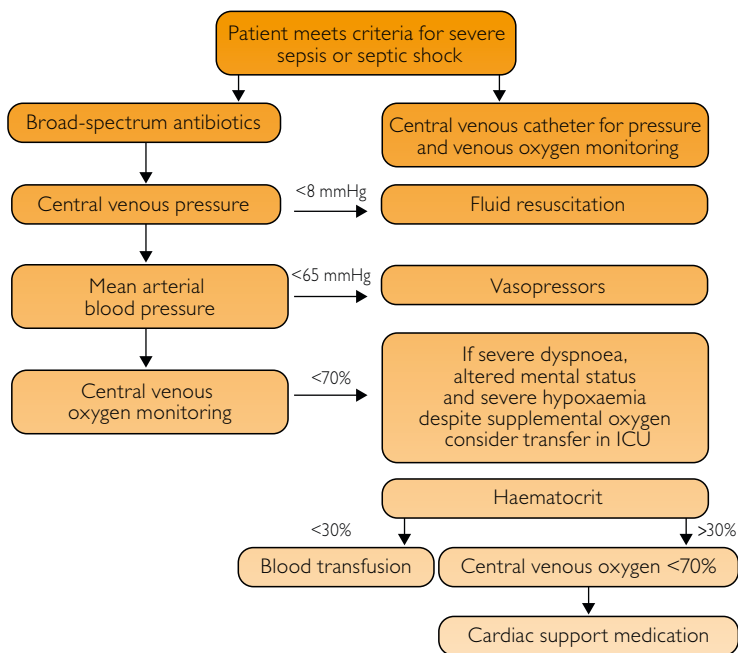 Patient meets criteria for severe
sepsis or septic shock
Broad-spectrum antibiotics
Central venous catheter for pressure
and venous oxygen monitoring
Central venous pressure
<8 mmHg
Fluid resuscitation
Mean arterial
blood pressure
<65 mmHg
Vasopressors
Central venous
oxygen monitoring
<70%
If severe dyspnoea,
altered mental status
and severe hypoxaemia
despite supplemental oxygen
consider transfer in ICU
Haematocrit
<30%
>30%
Blood transfusion
Central venous oxygen <70%
Cardiac support medication